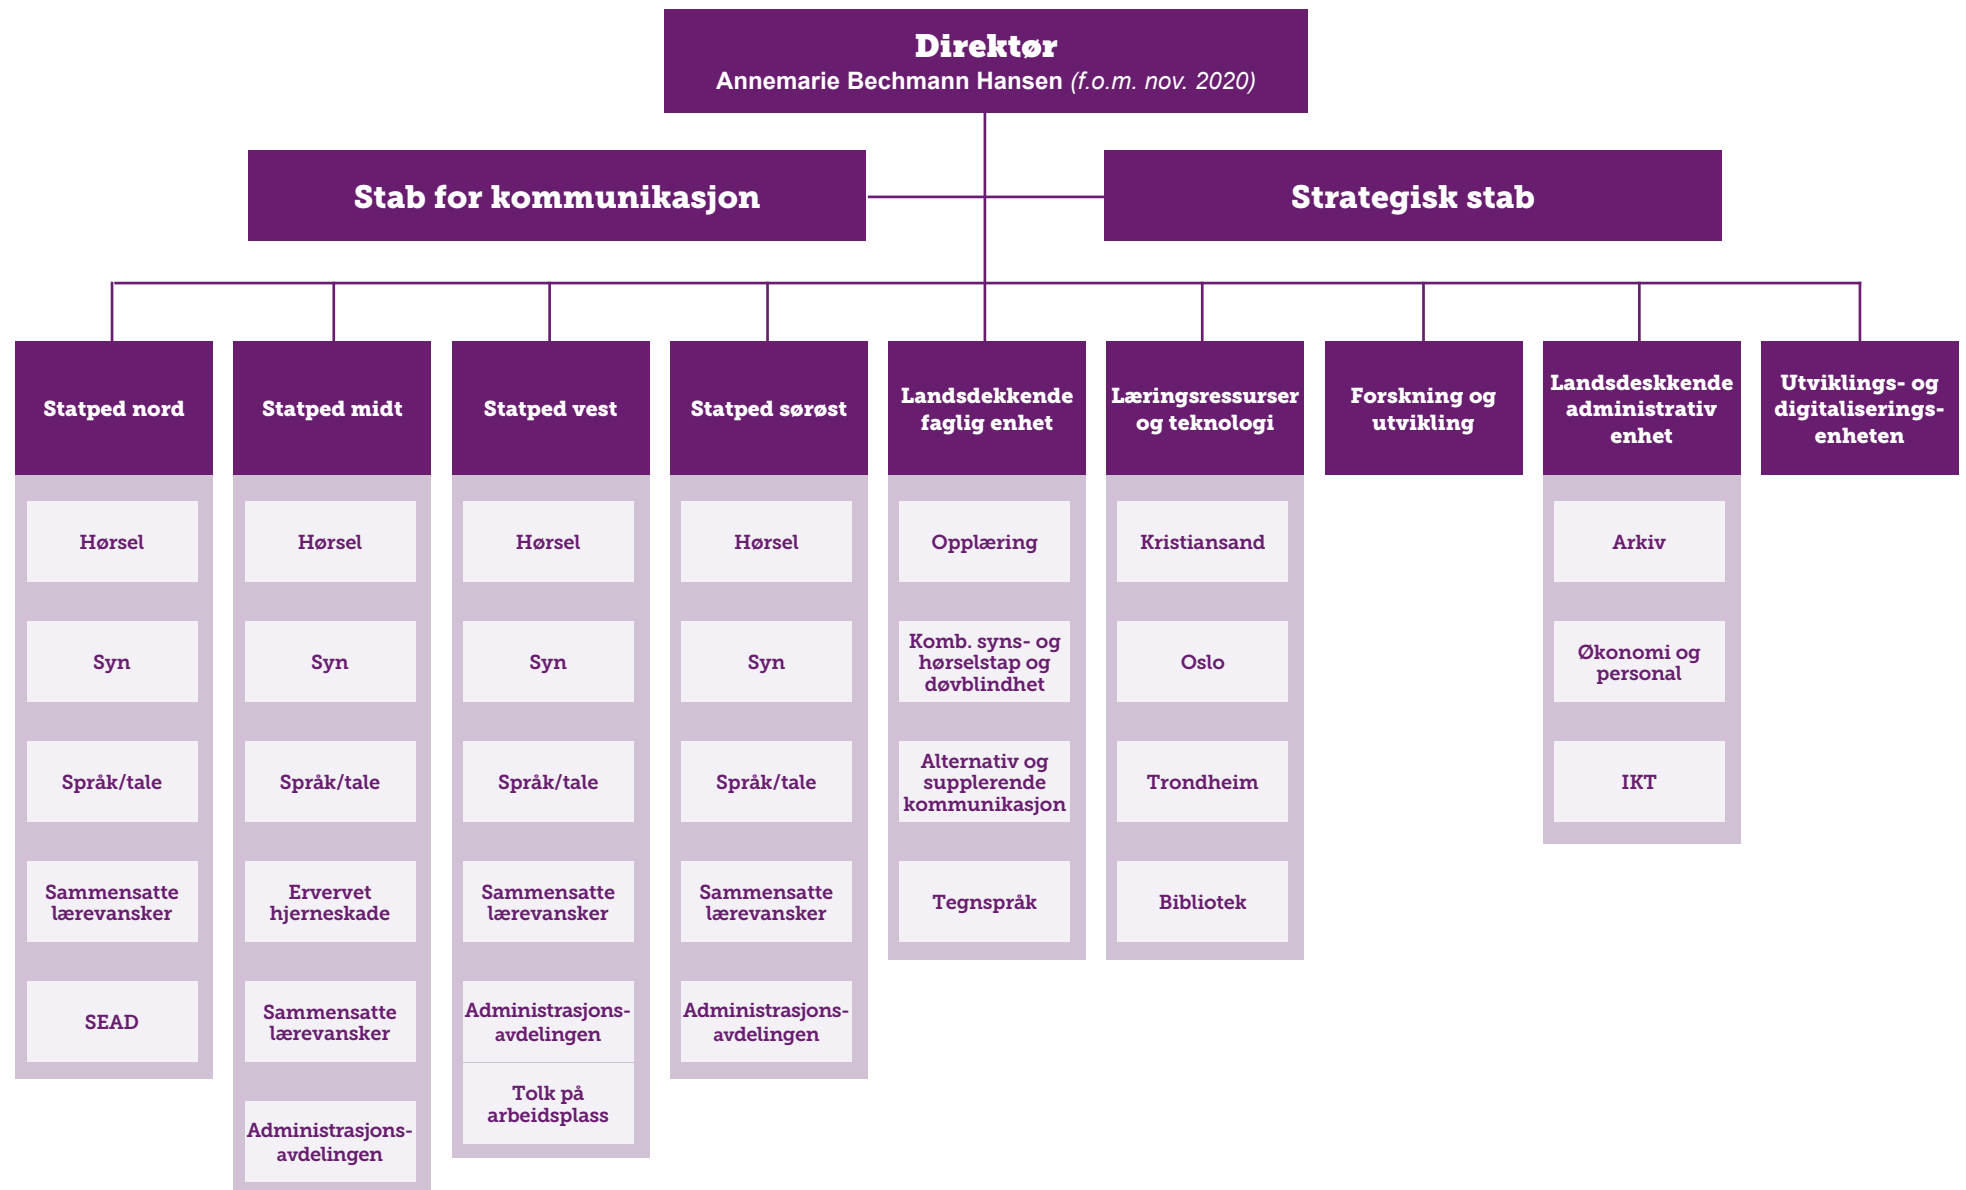 Direktør
Annemarie Bechmann Hansen (f.o.m. nov. 2020)
Stab for kommunikasjon
Strategisk stab
Statped nord
Hørsel
Syn
Språk/tale
Sammensatte
lærevansker
SEAD
Statped midt
Hørsel
Syn
Språk/tale
Ervervet
hjerneskade
Sammensatte
lærevansker
Administrasjons-
avdelingen
Statped vest
Hørsel
Syn
Språk/tale
Sammensatte
lærevansker
Administrasjons-
avdelingen
Tolk på
arbeidsplass
Statped sørøst
Hørsel
Syn
Språk/tale
Sammensatte
lærevansker
Administrasjons-
avdelingen
Landsdekkende
faglig enhet
Opplæring
Komb. syns- og
hørselstap og
døvblindhet
Alternativ og
supplerende
kommunikasjon
Tegnspråk
Læringsressurser
og teknologi
Kristiansand
Oslo
Trondheim
Bibliotek
Forskning og
utvikling
Landsdeskkende
administrativ
enhet
Arkiv
Økonomi og
personal
IKT
Utviklings- og
digitaliserings-
enheten